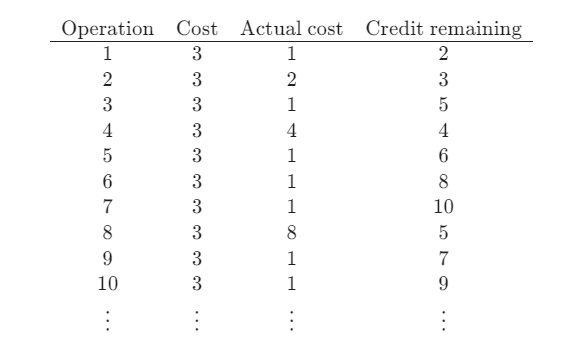 Operation Cost Actual cost Credit remaining
1 3 1 2
2 3 2 3
3 3 1 5
4 3 4 4
5 3 1 6
6 3 1 8
7 3 1 10
8 3 8 5
9 3 1 7
10 3 1 9
⋮ ⋮ ⋮ ⋮